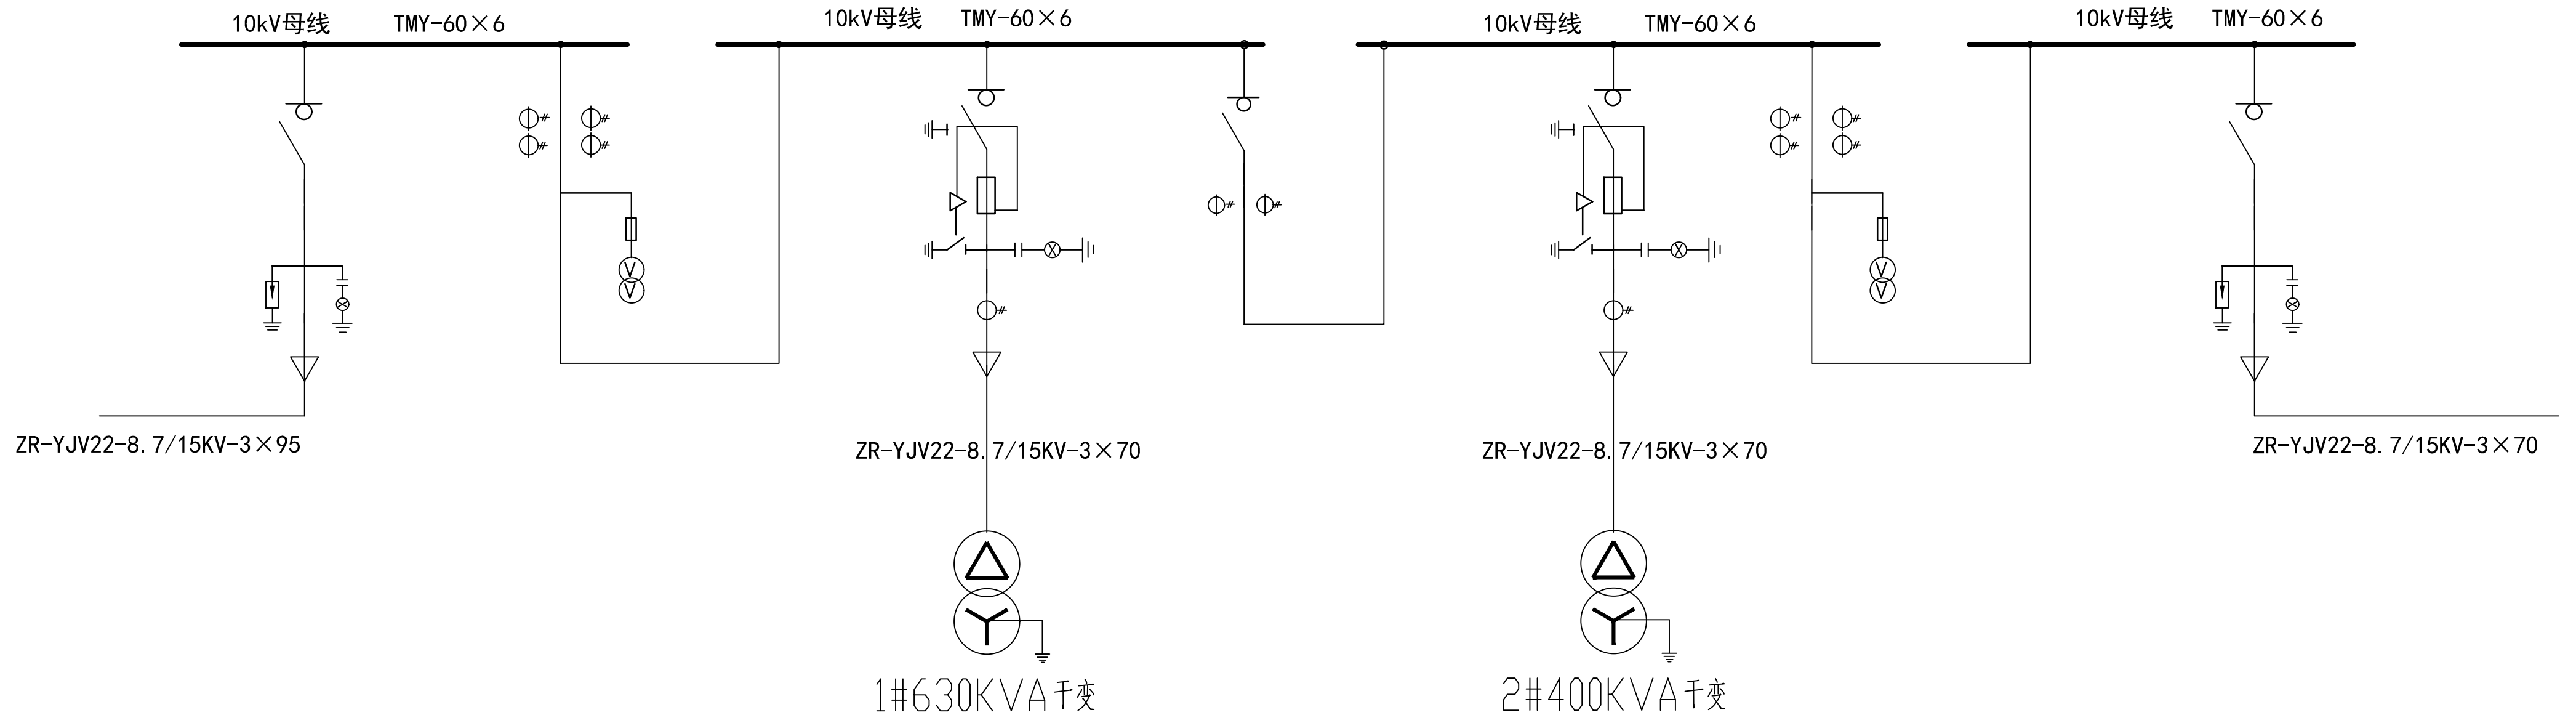 10kV母线 TMY-60×6
10kV母线 TMY-60×6
10kV母线 TMY-60×6
10kV母线 TMY-60×6
V
V
V
V
ZR-YJV22-8.7/15KV-3×95
ZR-YJV22-8.7/15KV-3×70
ZR-YJV22-8.7/15KV-3×70
ZR-YJV22-8.7/15KV-3×70
1#630KVA干变
2#400KVA干变